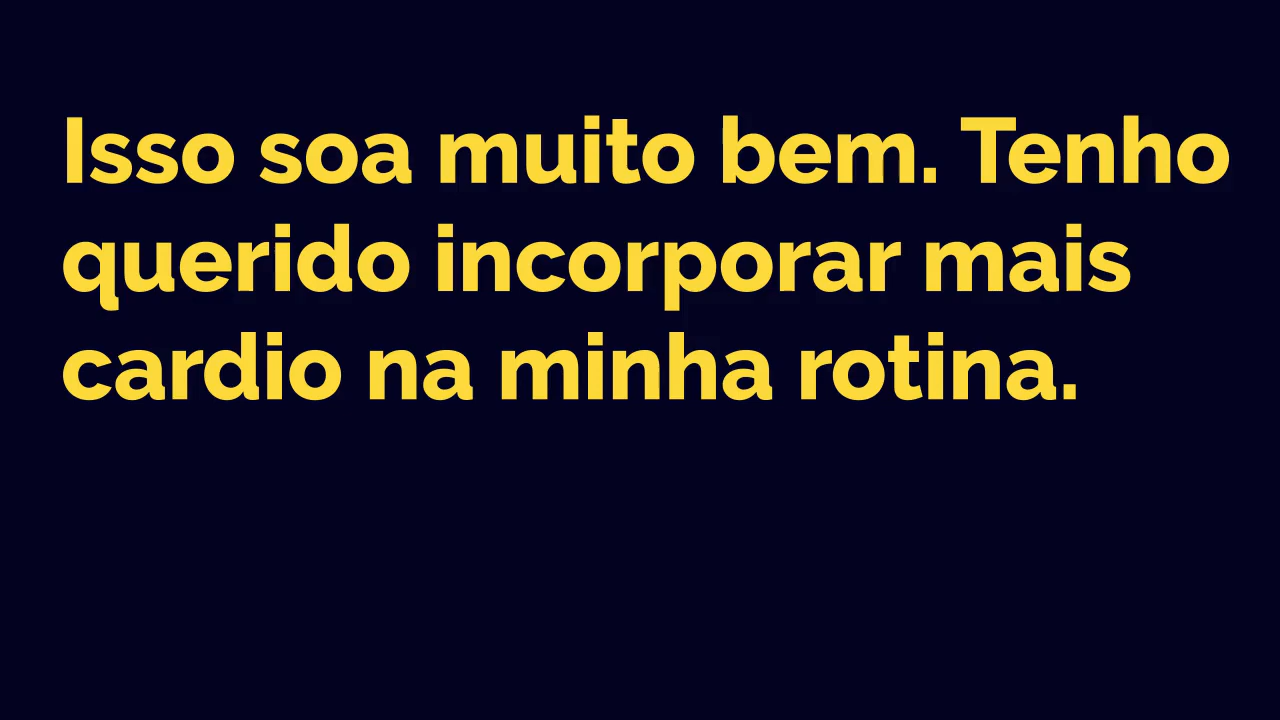 Isso soa muito bem. Tenho
querido incorporar mais
cardio na minha rotina.